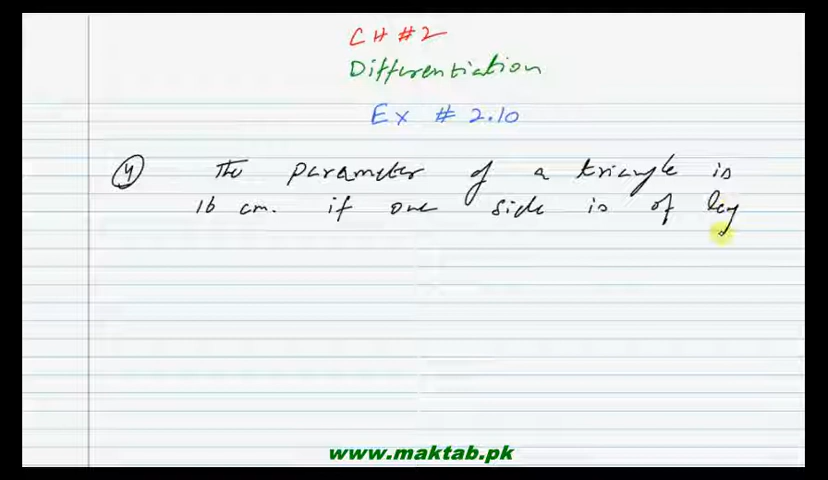 CH #2
Differentiation
Ex # 2.10
4 The parameter of a triangle is
16 cm. if one side is of leng
www.maktab.pk